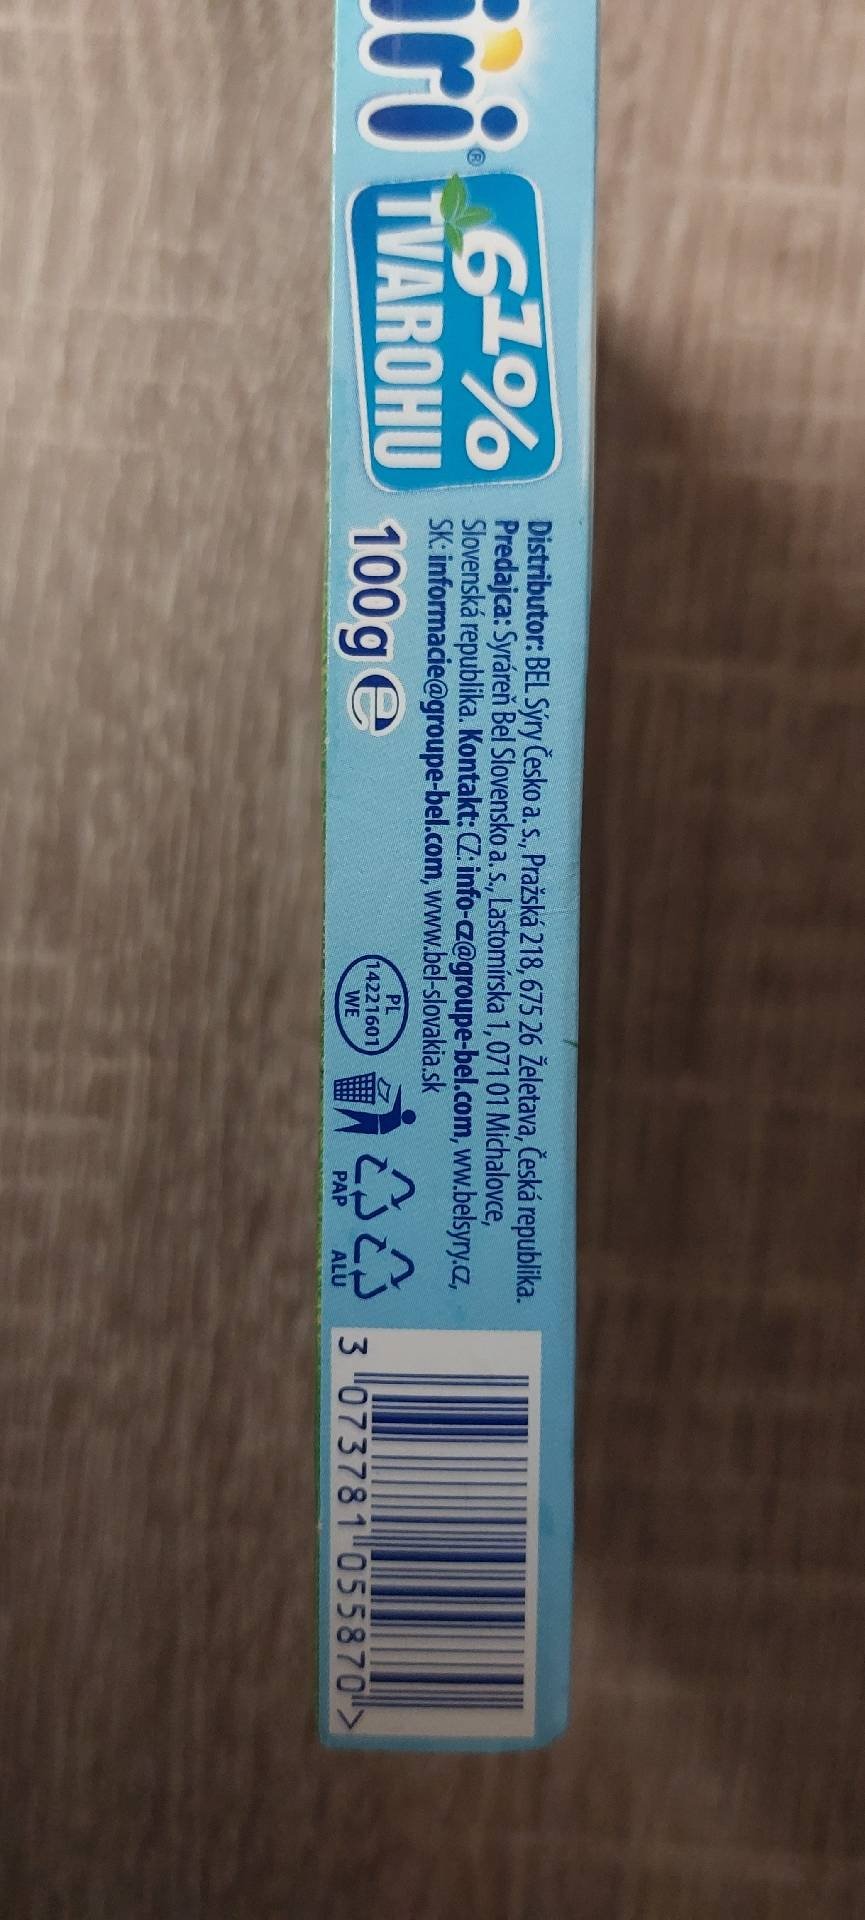 iri®
61%
TVAROHU
Distributor: BEL Sýry Česko a. s., Pražská 218, 675 26 Želetava, Česká republika.
Predajca: Syráreň Bel Slovensko a. s., Lastomírska 1, 071 01 Michalovce,
Slovenská republika. Kontakt: CZ: info-cz@groupe-bel.com, ww.belsyry.cz,
SK: informacie@groupe-bel.com, www.bel-slovakia.sk
100g e
PL
14221601
WE
PAP
ALU
3 073781 055870 >